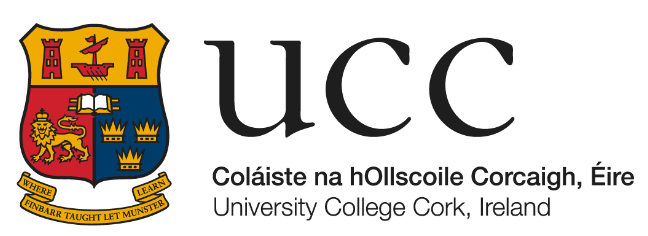 ucc
Coláiste na hOllscoile Corcaigh, Éire
University College Cork, Ireland
WHERE
FINBARR TAUGHT LET MUNSTER
LEARN